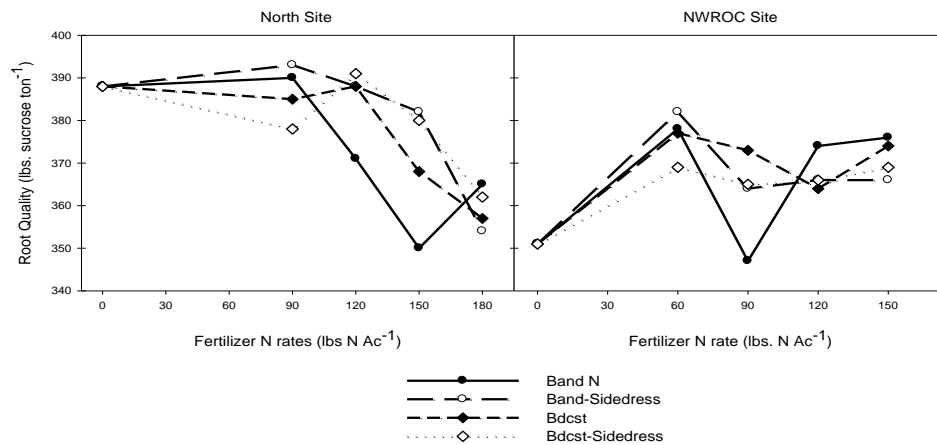 North Site
NWROC Site
400
390
380
370
360
350
340
Root Quality (lbs. sucrose ton-1)
0 30 60 90 120 150 180
0 30 60 90 120 150
Fertilizer N rates (lbs N Ac-1)
Fertilizer N rate (lbs. N Ac-1)
Band N
Band-Sidedress
Bdcst
Bdcst-Sidedress